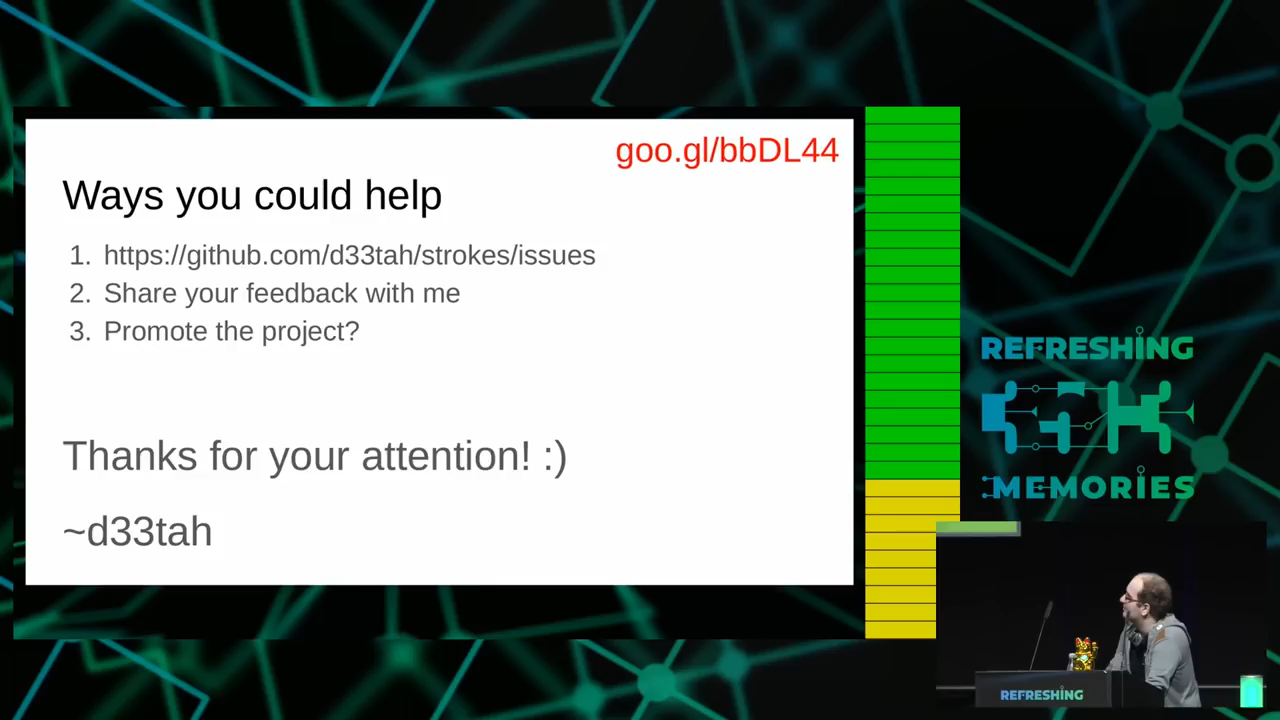 goo.gl/bbDL44
Ways you could help
1. https://github.com/d33tah/strokes/issues
2. Share your feedback with me
3. Promote the project?
Thanks for your attention! :)
~d33tah
REFRESHING
35C3
MEMORIES
REFRESHING